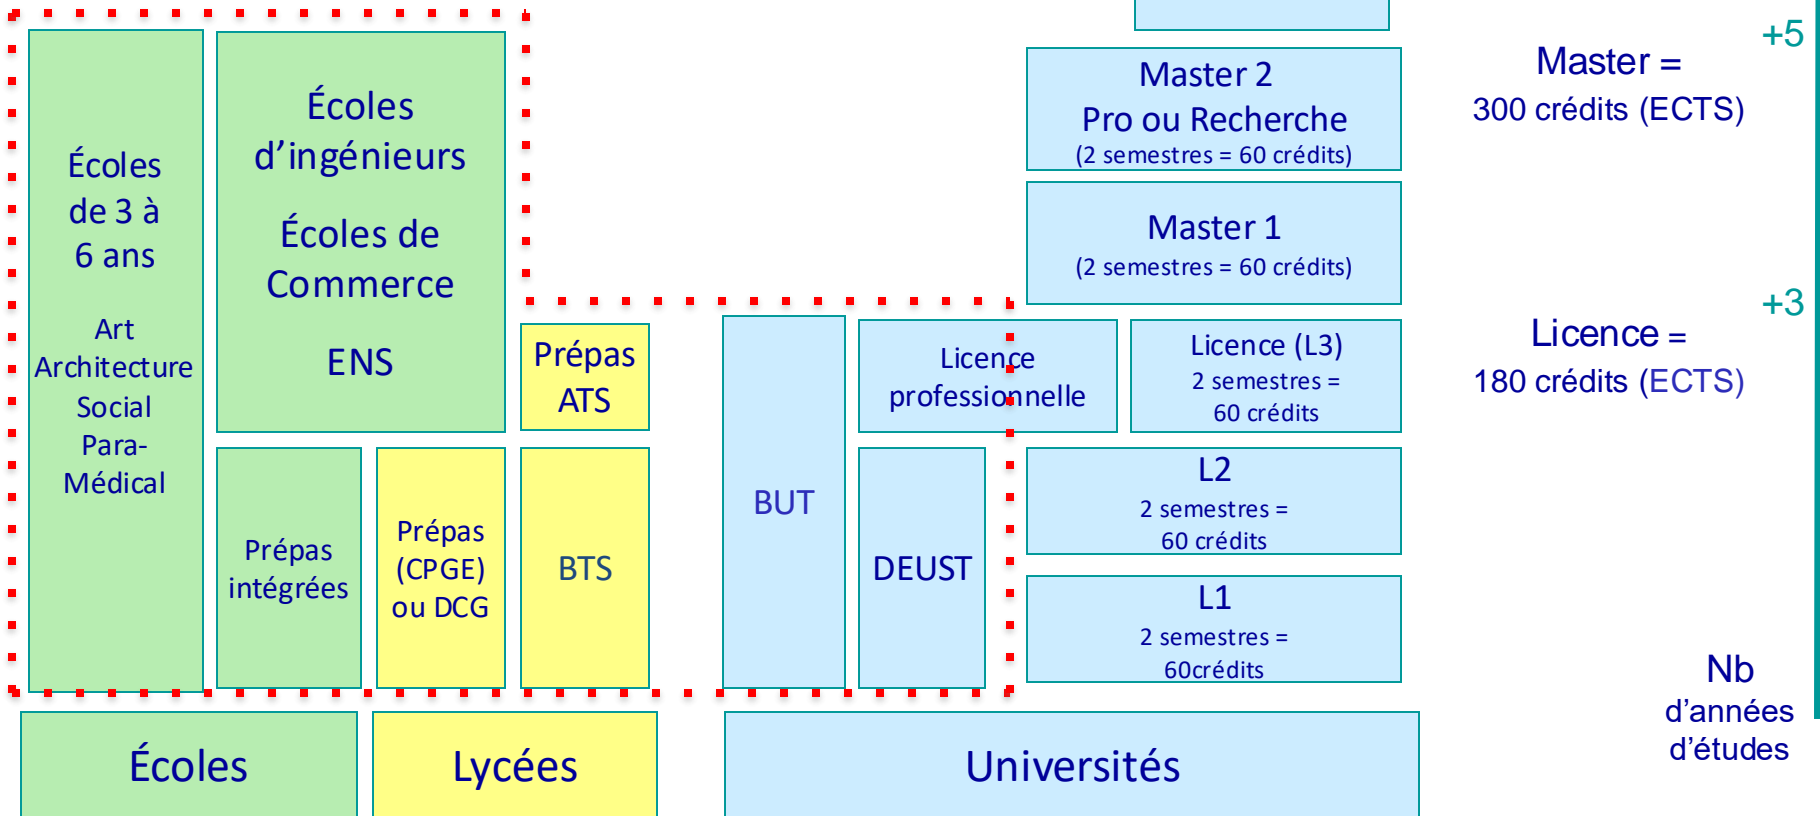 Écoles
de 3 à
6 ans
Art
Architecture
Social
Para-
Médical
Écoles
d’ingénieurs
Écoles de
Commerce
ENS
Prépas
intégrées
Prépas
(CPGE)
ou DCG
Prépas
ATS
BTS
BUT
Licence
professionnelle
DEUST
Master 2
Pro ou Recherche
(2 semestres = 60 crédits)
Master 1
(2 semestres = 60 crédits)
Licence (L3)
2 semestres =
60 crédits
L2
2 semestres =
60 crédits
L1
2 semestres =
60crédits
Master =
300 crédits (ECTS)
+5
Licence =
180 crédits (ECTS)
+3
Nb
d’années
d’études
Écoles
Lycées
Universités